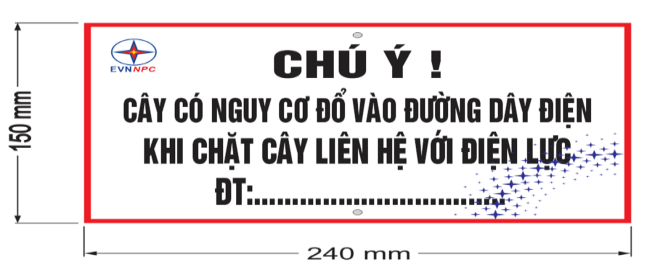 EVNNPC
CHÚ Ý !
CÂY CÓ NGUY CƠ ĐỔ VÀO ĐƯỜNG DÂY ĐIỆN
KHI CHẶT CÂY LIÊN HỆ VỚI ĐIỆN LỰC
ĐT:..................................
150 mm
240 mm